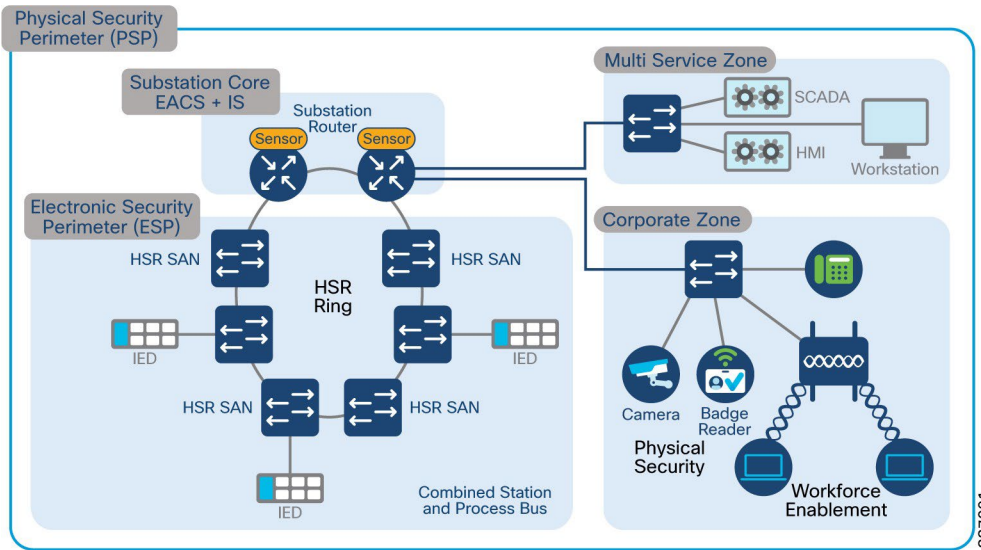 Physical Security
Perimeter (PSP)
Substation Core
EACS + IS
Substation
Router
Sensor
Sensor
Multi Service Zone
SCADA
HMI
Workstation
Electronic Security
Perimeter (ESP)
HSR SAN
HSR SAN
HSR
Ring
IED
IED
HSR SAN
HSR SAN
IED
Combined Station
and Process Bus
Corporate Zone
Camera
Badge
Reader
Physical
Security
Workforce
Enablement